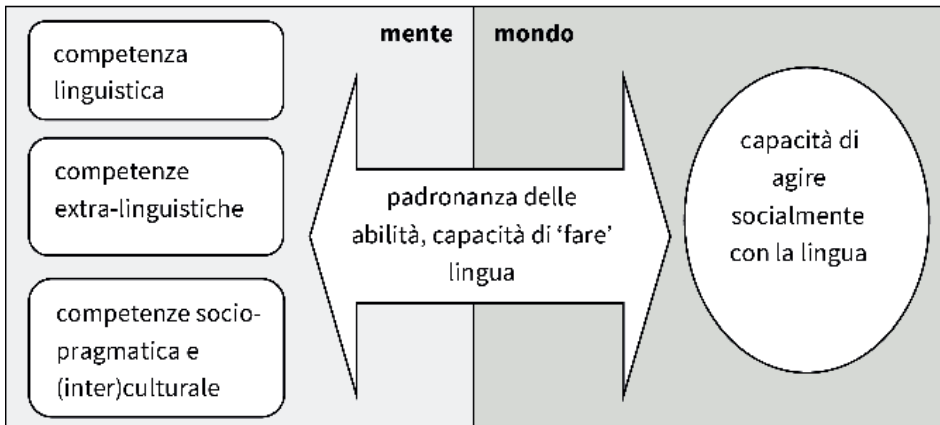 mente
mondo
competenza
linguistica
competenze
extra-linguistiche
competenze socio-
pragmatica e
(inter)culturale
padronanza delle
abilità, capacità di ‘fare’
lingua
capacità di
agire
socialmente
con la lingua